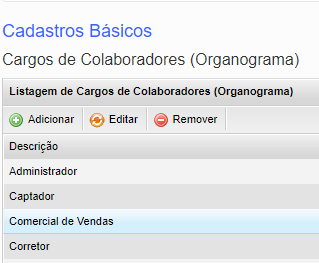 Cadastros Básicos
Cargos de Colaboradores (Organograma)
Listagem de Cargos de Colaboradores (Organograma)
Adicionar Editar Remover
Descrição
Administrador
Captador
Comercial de Vendas
Corretor